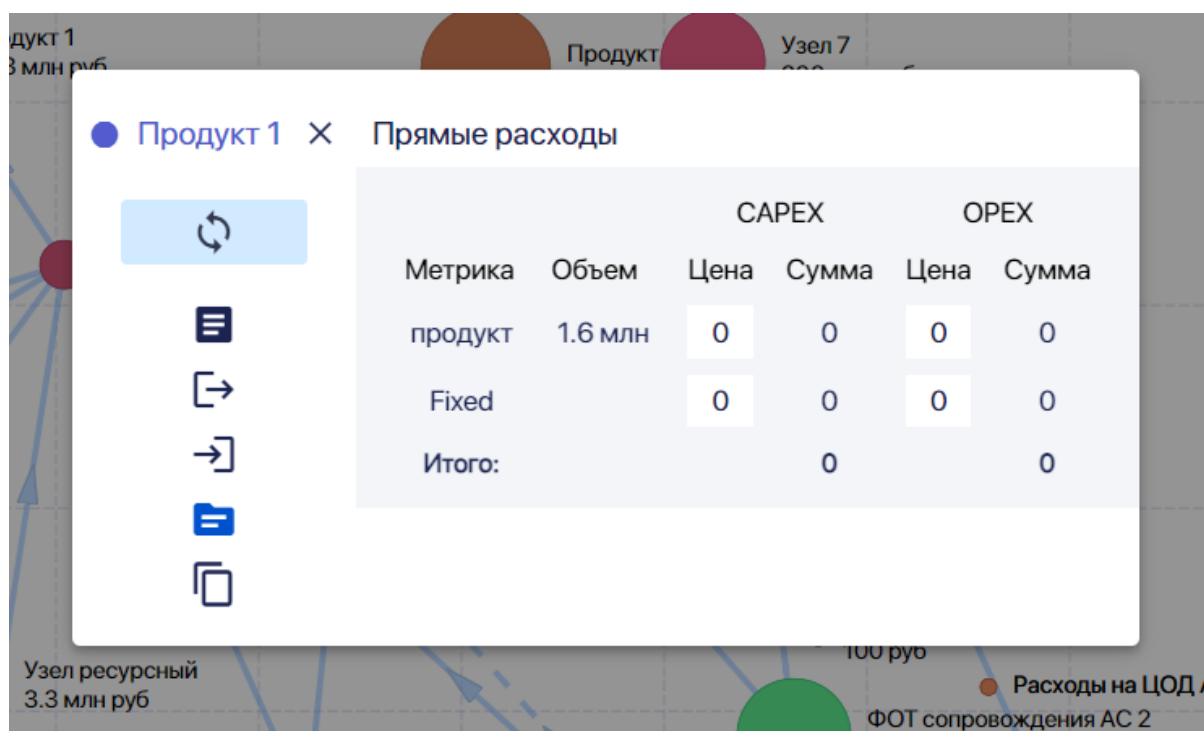 дукт 1
млн руб
Продукт
Узел 7
Продукт 1
Прямые расходы
CAPEX OPEX
Метрика Объем Цена Сумма Цена Сумма
продукт 1.6 млн 0 0 0 0
Fixed 0 0 0 0
Итого: 0 0
100 руб
Узел ресурсный
3.3 млн руб
Расходы на ЦОД
ФОТ сопровождения АС 2